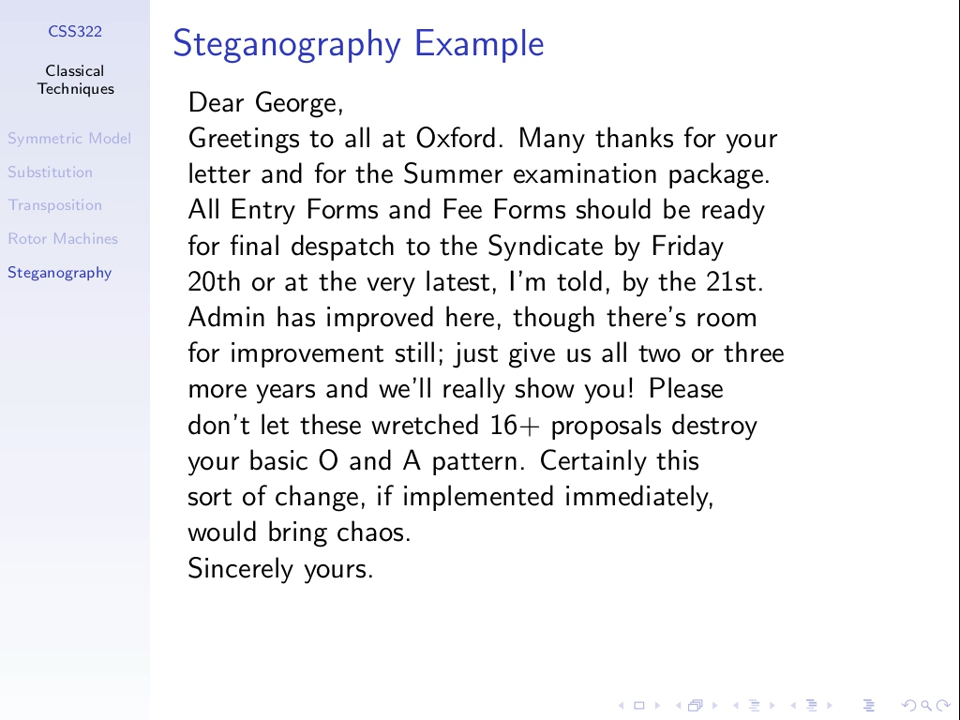 CSS322
Classical
Techniques
Symmetric Model
Substitution
Transposition
Rotor Machines
Steganography
Steganography Example
Dear George,
Greetings to all at Oxford. Many thanks for your
letter and for the Summer examination package.
All Entry Forms and Fee Forms should be ready
for final despatch to the Syndicate by Friday
20th or at the very latest, I'm told, by the 21st.
Admin has improved here, though there's room
for improvement still; just give us all two or three
more years and we'll really show you! Please
don't let these wretched 16+ proposals destroy
your basic O and A pattern. Certainly this
sort of change, if implemented immediately,
would bring chaos.
Sincerely yours.